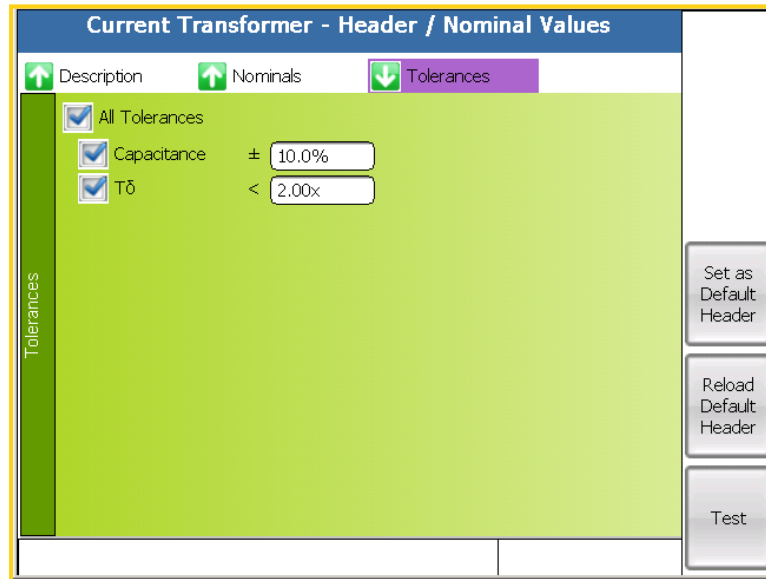 Current Transformer - Header / Nominal Values
Description Nominals Tolerances
Tolerances
All Tolerances
Capacitance ± 10.0%
Tδ < 2.00x
Set as
Default
Header
Reload
Default
Header
Test